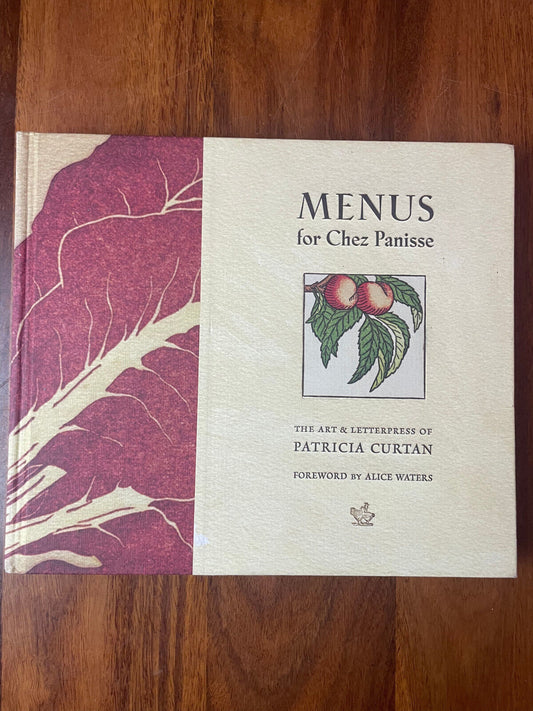 MENUS
for Chez Panisse
THE ART & LETTERPRESS OF
PATRICIA CURTAN
FOREWORD BY ALICE WATERS